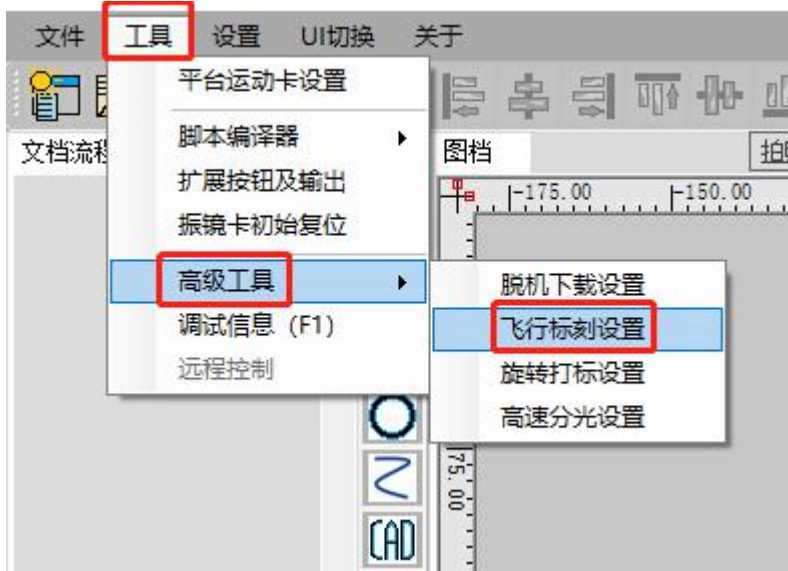 文件 工具 设置 UI切换 关于
平台运动卡设置
文档流程
脚本编译器
图档
扩展按钮及输出
-175.00 -150.00
振镜卡初始复位
高级工具
脱机下载设置
调试信息 (F1)
飞行标刻设置
远程控制
旋转打标设置
高速分光设置
75.00
CAD